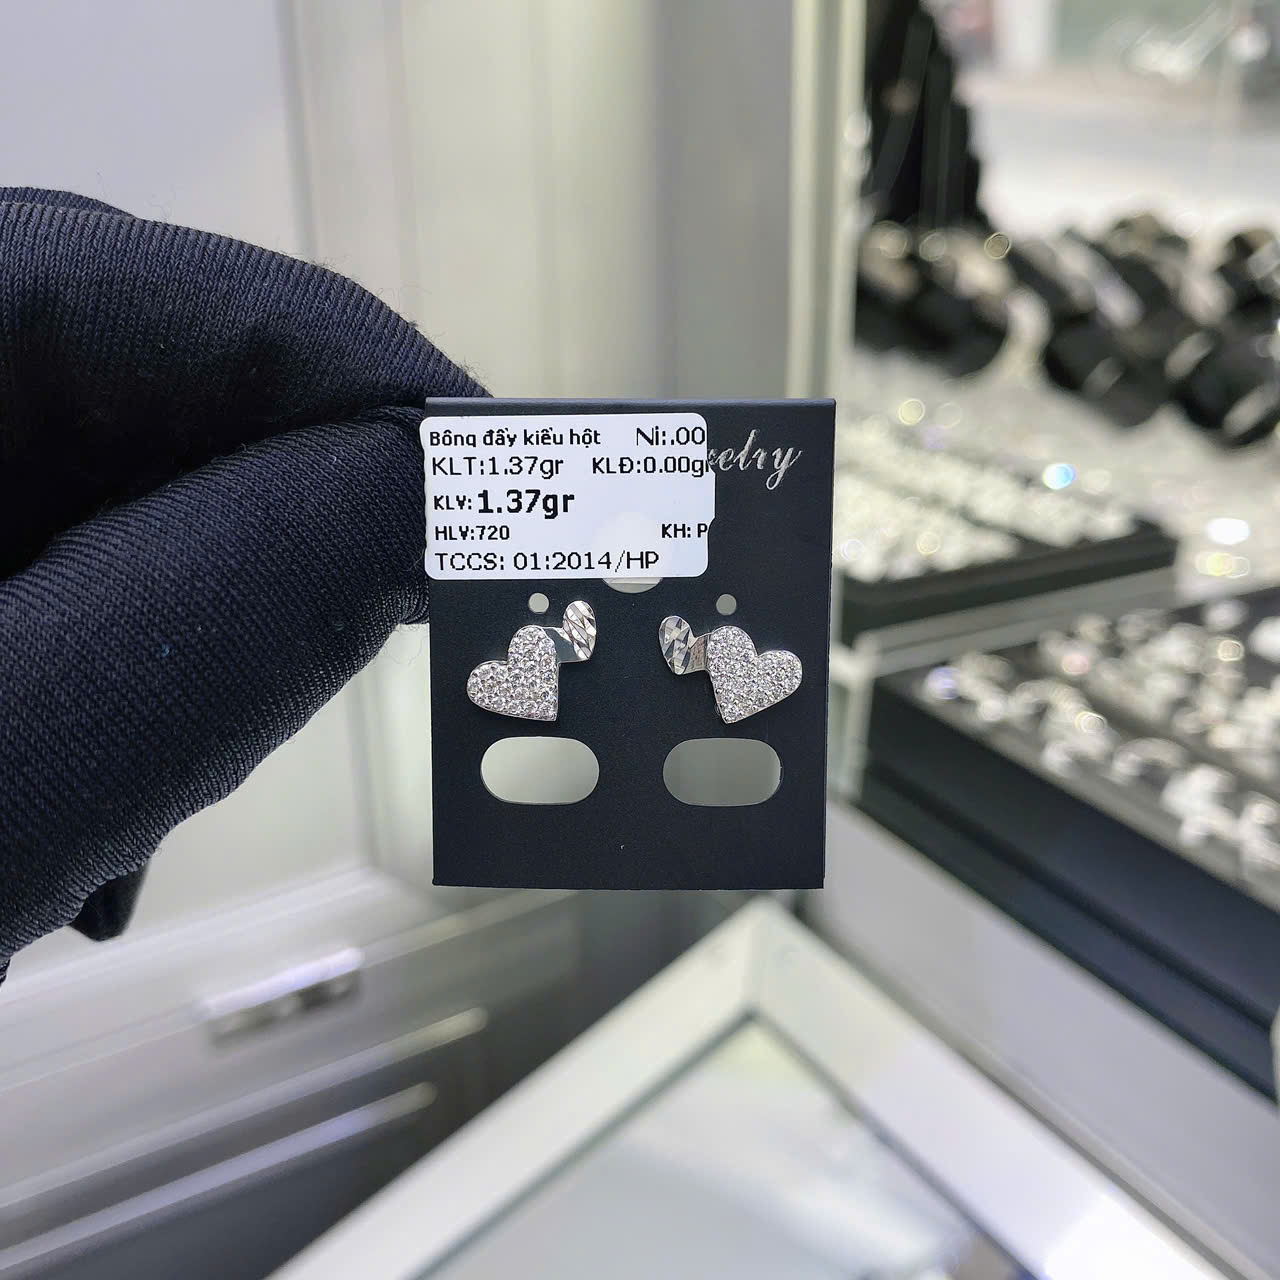 Bông đẩy kiểu hột Ni:.00
KLT:1.37gr KLĐ:0.00gr
KLV: 1.37gr
HLV:720 KH: P
TCCS: 01:2014/HP